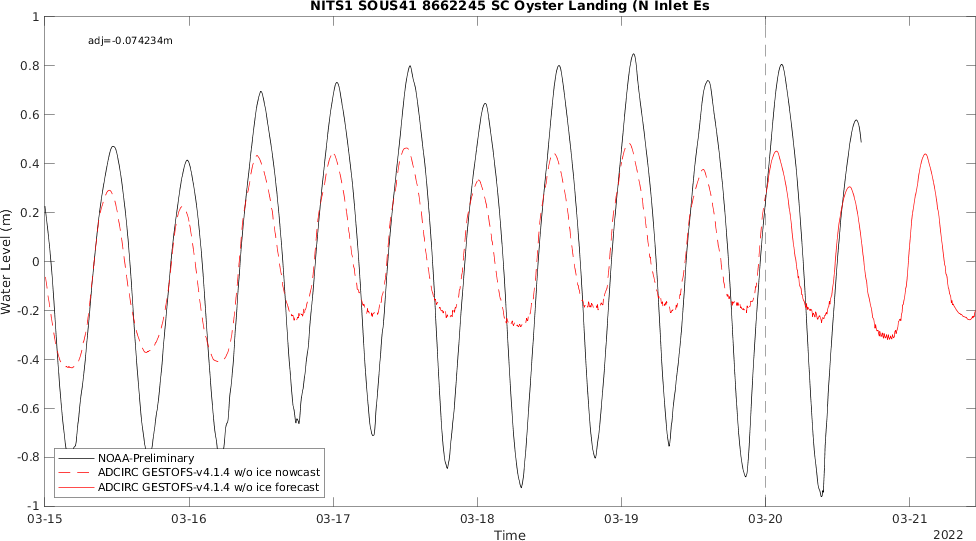 NITS1 SOUS41 8662245 SC Oyster Landing (N Inlet Es
adj=-0.074234m
1
0.8
0.6
0.4
0.2
0
-0.2
-0.4
-0.6
-0.8
-1
Water Level (m)
NOAA-Preliminary
ADCIRC GESTOFS-v4.1.4 w/o ice nowcast
ADCIRC GESTOFS-v4.1.4 w/o ice forecast
03-15 03-16 03-17 03-18 03-19 03-20 03-21
Time
2022